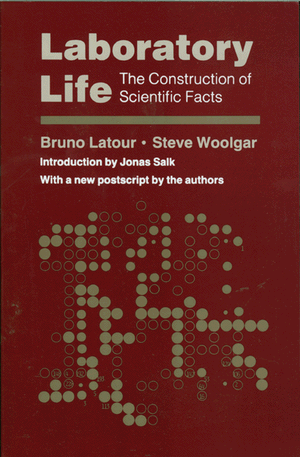 Laboratory
Life
The Construction of
Scientific Facts
Bruno Latour • Steve Woolgar
Introduction by Jonas Salk
With a new postscript by the authors